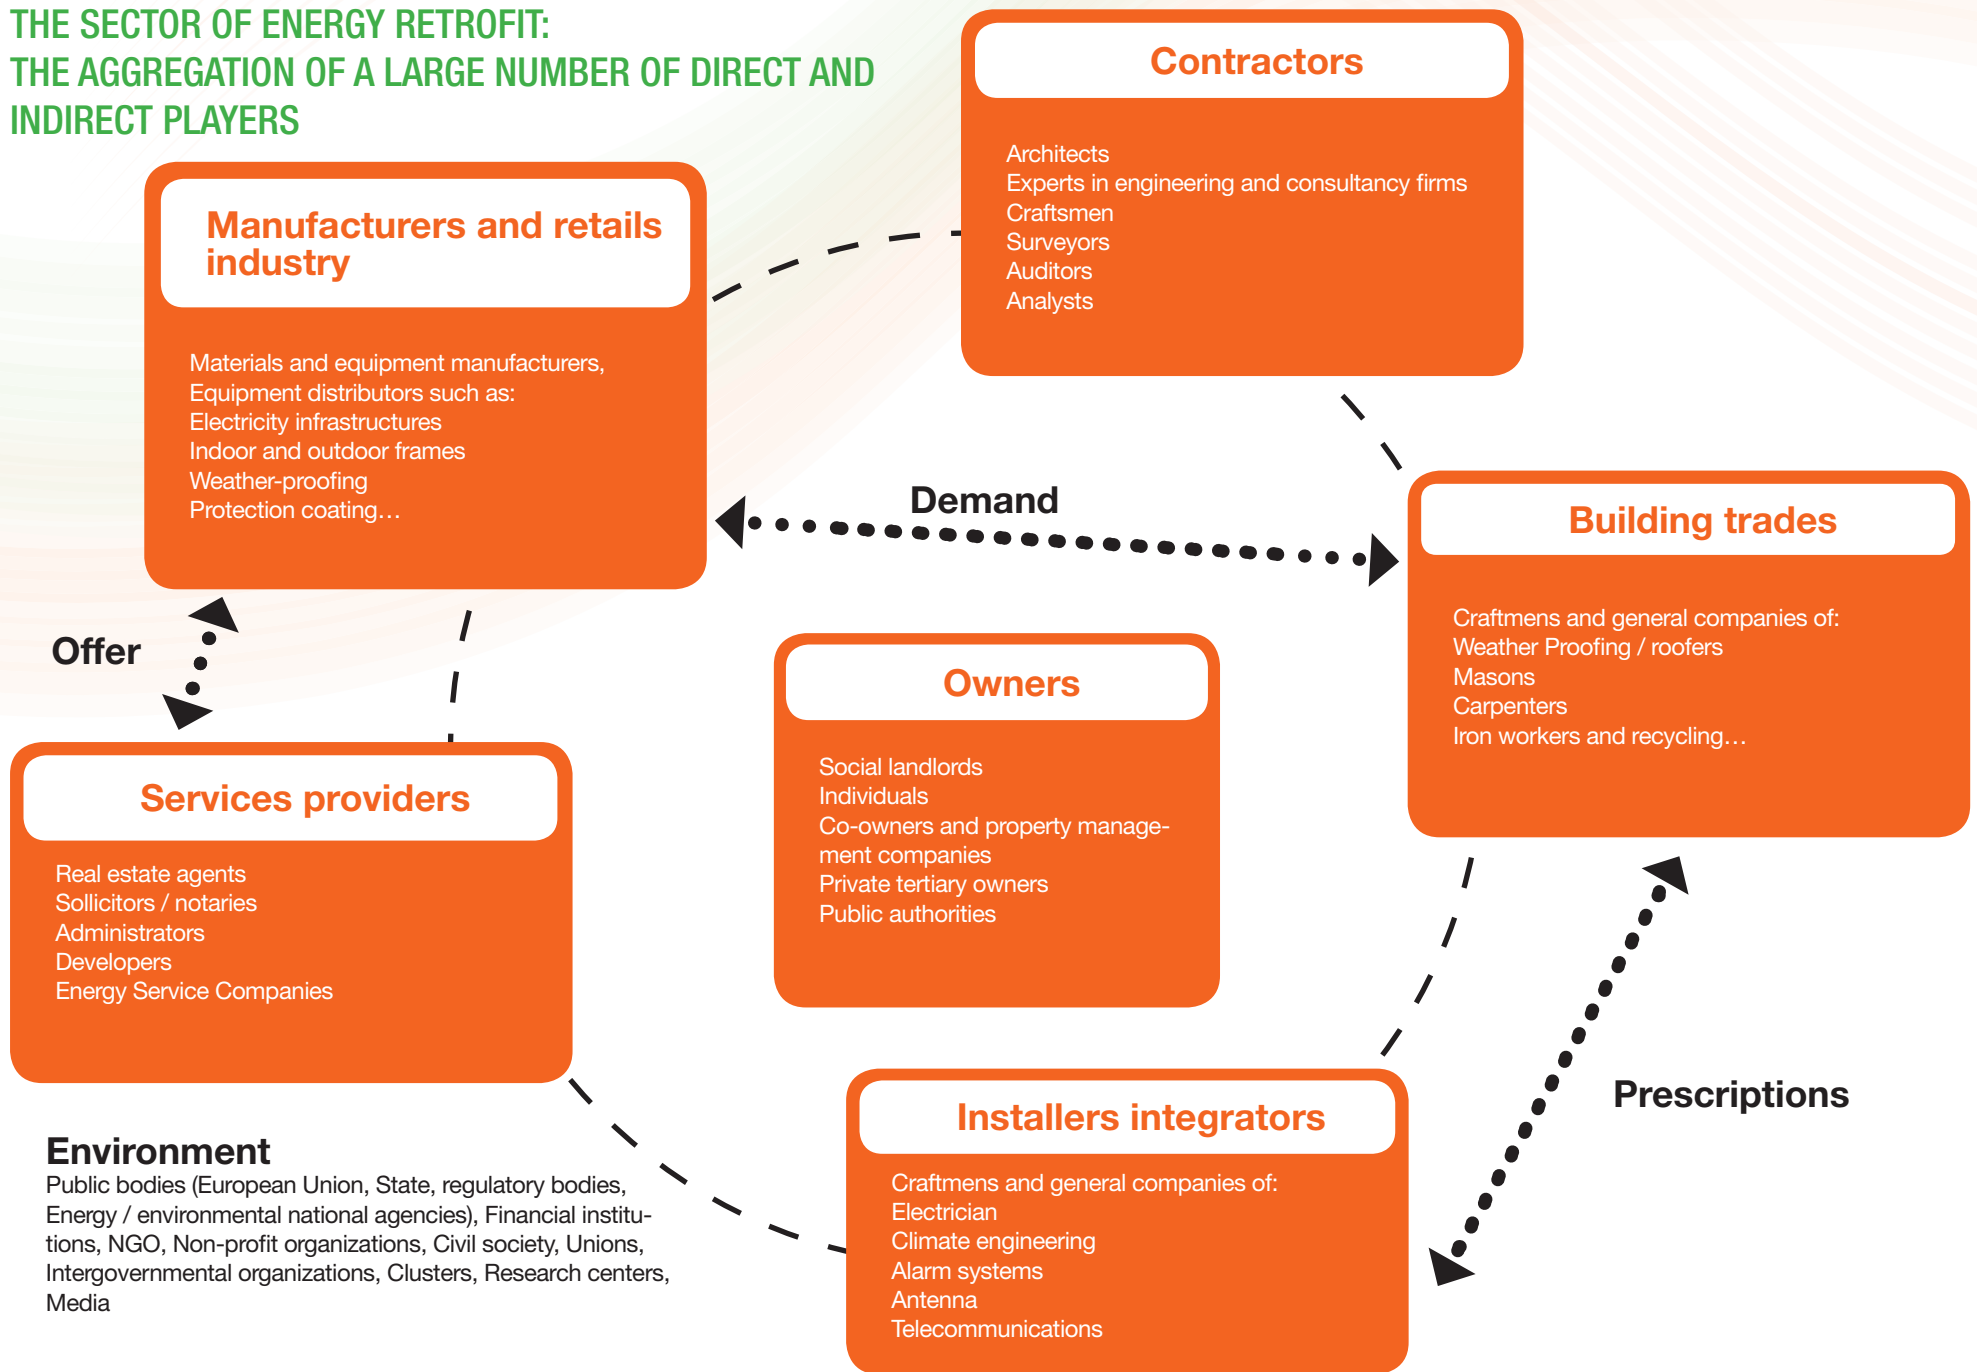 THE SECTOR OF ENERGY RETROFIT:
THE AGGREGATION OF A LARGE NUMBER OF DIRECT AND
INDIRECT PLAYERS
Contractors
Architects
Experts in engineering and consultancy firms
Craftsmen
Surveyors
Auditors
Analysts
Manufacturers and retails
industry
Materials and equipment manufacturers,
Equipment distributors such as:
Electricity infrastructures
Indoor and outdoor frames
Weather-proofing
Protection coating…
Demand
Building trades
Craftmens and general companies of:
Weather Proofing / roofers
Masons
Carpenters
Iron workers and recycling…
Offer
Owners
Social landlords
Individuals
Co-owners and property manage-
ment companies
Private tertiary owners
Public authorities
Services providers
Real estate agents
Sollicitors / notaries
Administrators
Developers
Energy Service Companies
Prescriptions
Installers integrators
Craftmens and general companies of:
Electrician
Climate engineering
Alarm systems
Antenna
Telecommunications
Environment
Public bodies (European Union, State, regulatory bodies,
Energy / environmental national agencies), Financial institu-
tions, NGO, Non-profit organizations, Civil society, Unions,
Intergovernmental organizations, Clusters, Research centers,
Media